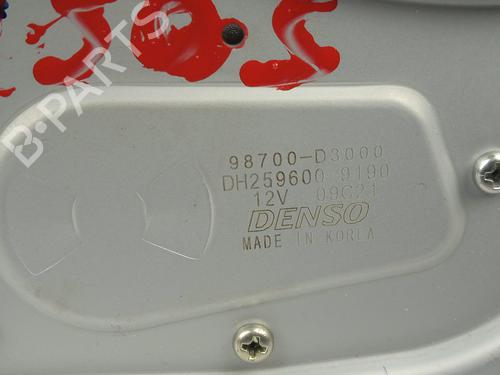 B-PARTS
98700-D3000
DH259600-9190
12V 09C21
DENSO
MADE IN KOREA